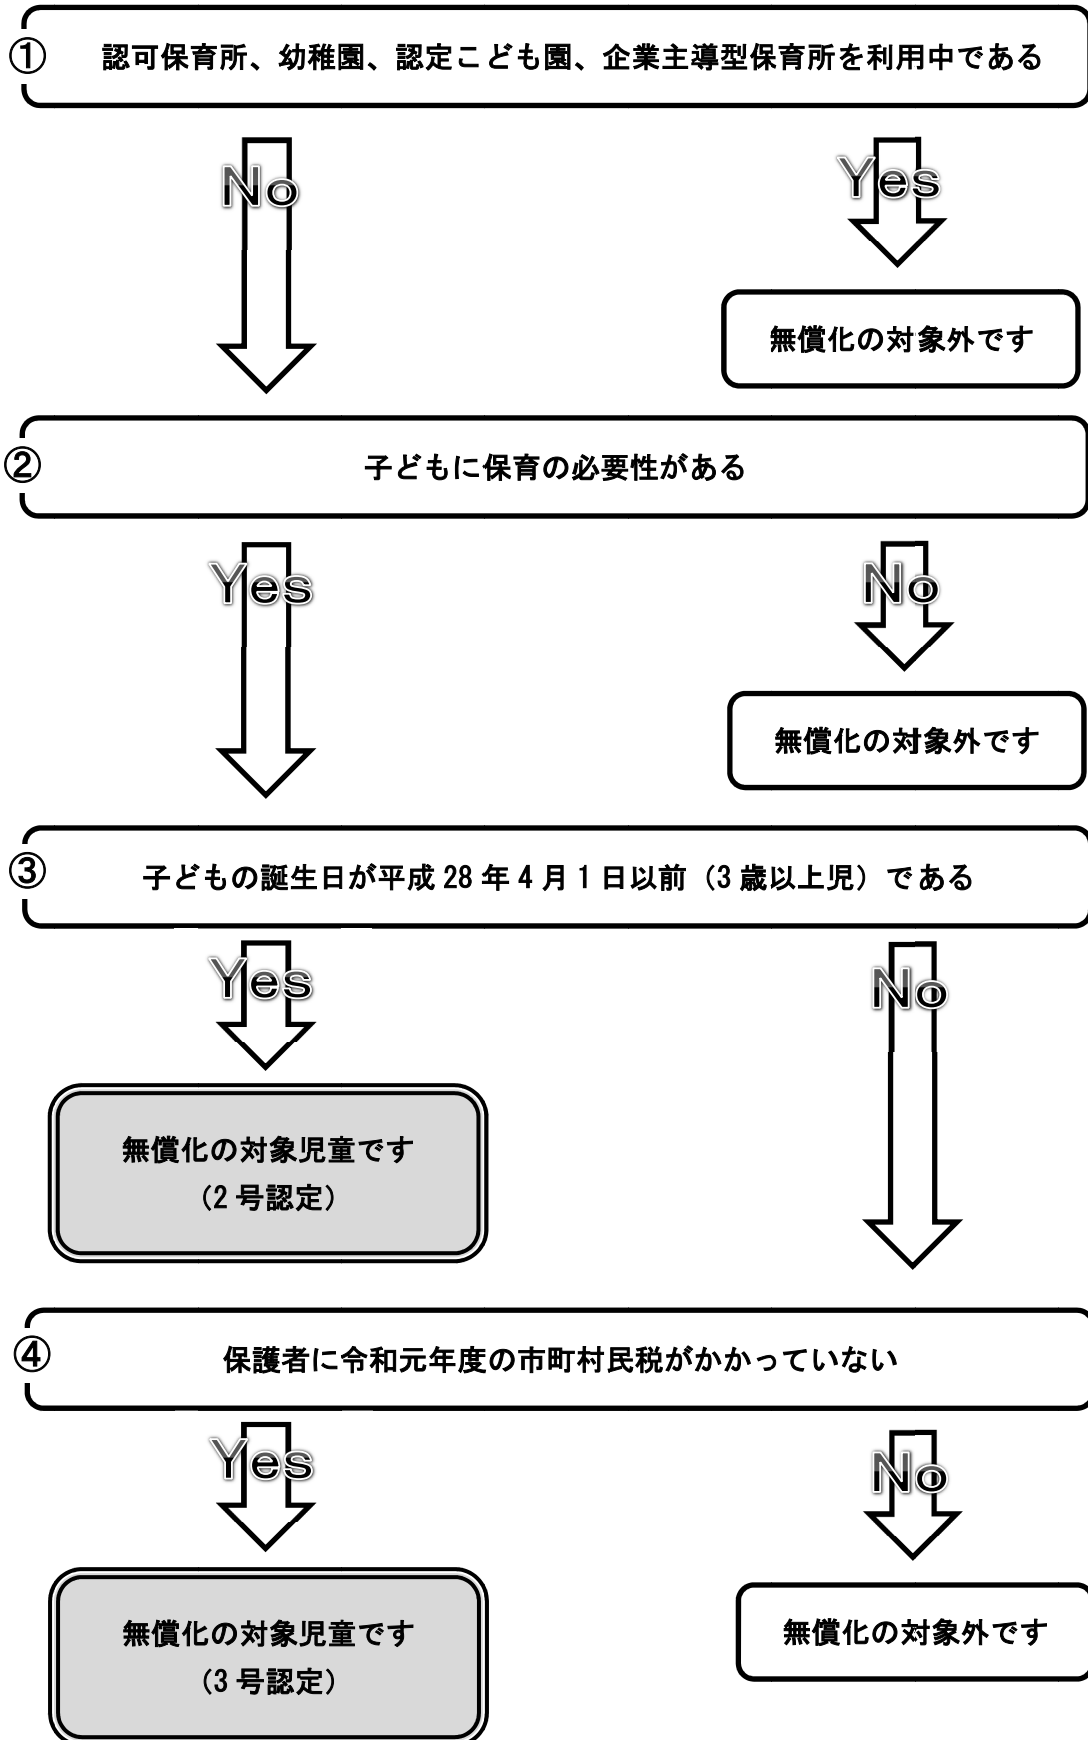 ① 認可保育所、幼稚園、認定こども園、企業主導型保育所を利用中である
No
Yes
無償化の対象外です
② 子どもに保育の必要性がある
Yes
No
無償化の対象外です
③ 子どもの誕生日が平成 28 年 4 月 1 日以前（3 歳以上児）である
Yes
No
無償化の対象児童です
（2 号認定）
④ 保護者に令和元年度の市町村民税がかかっていない
Yes
No
無償化の対象児童です
（3 号認定）
無償化の対象外です